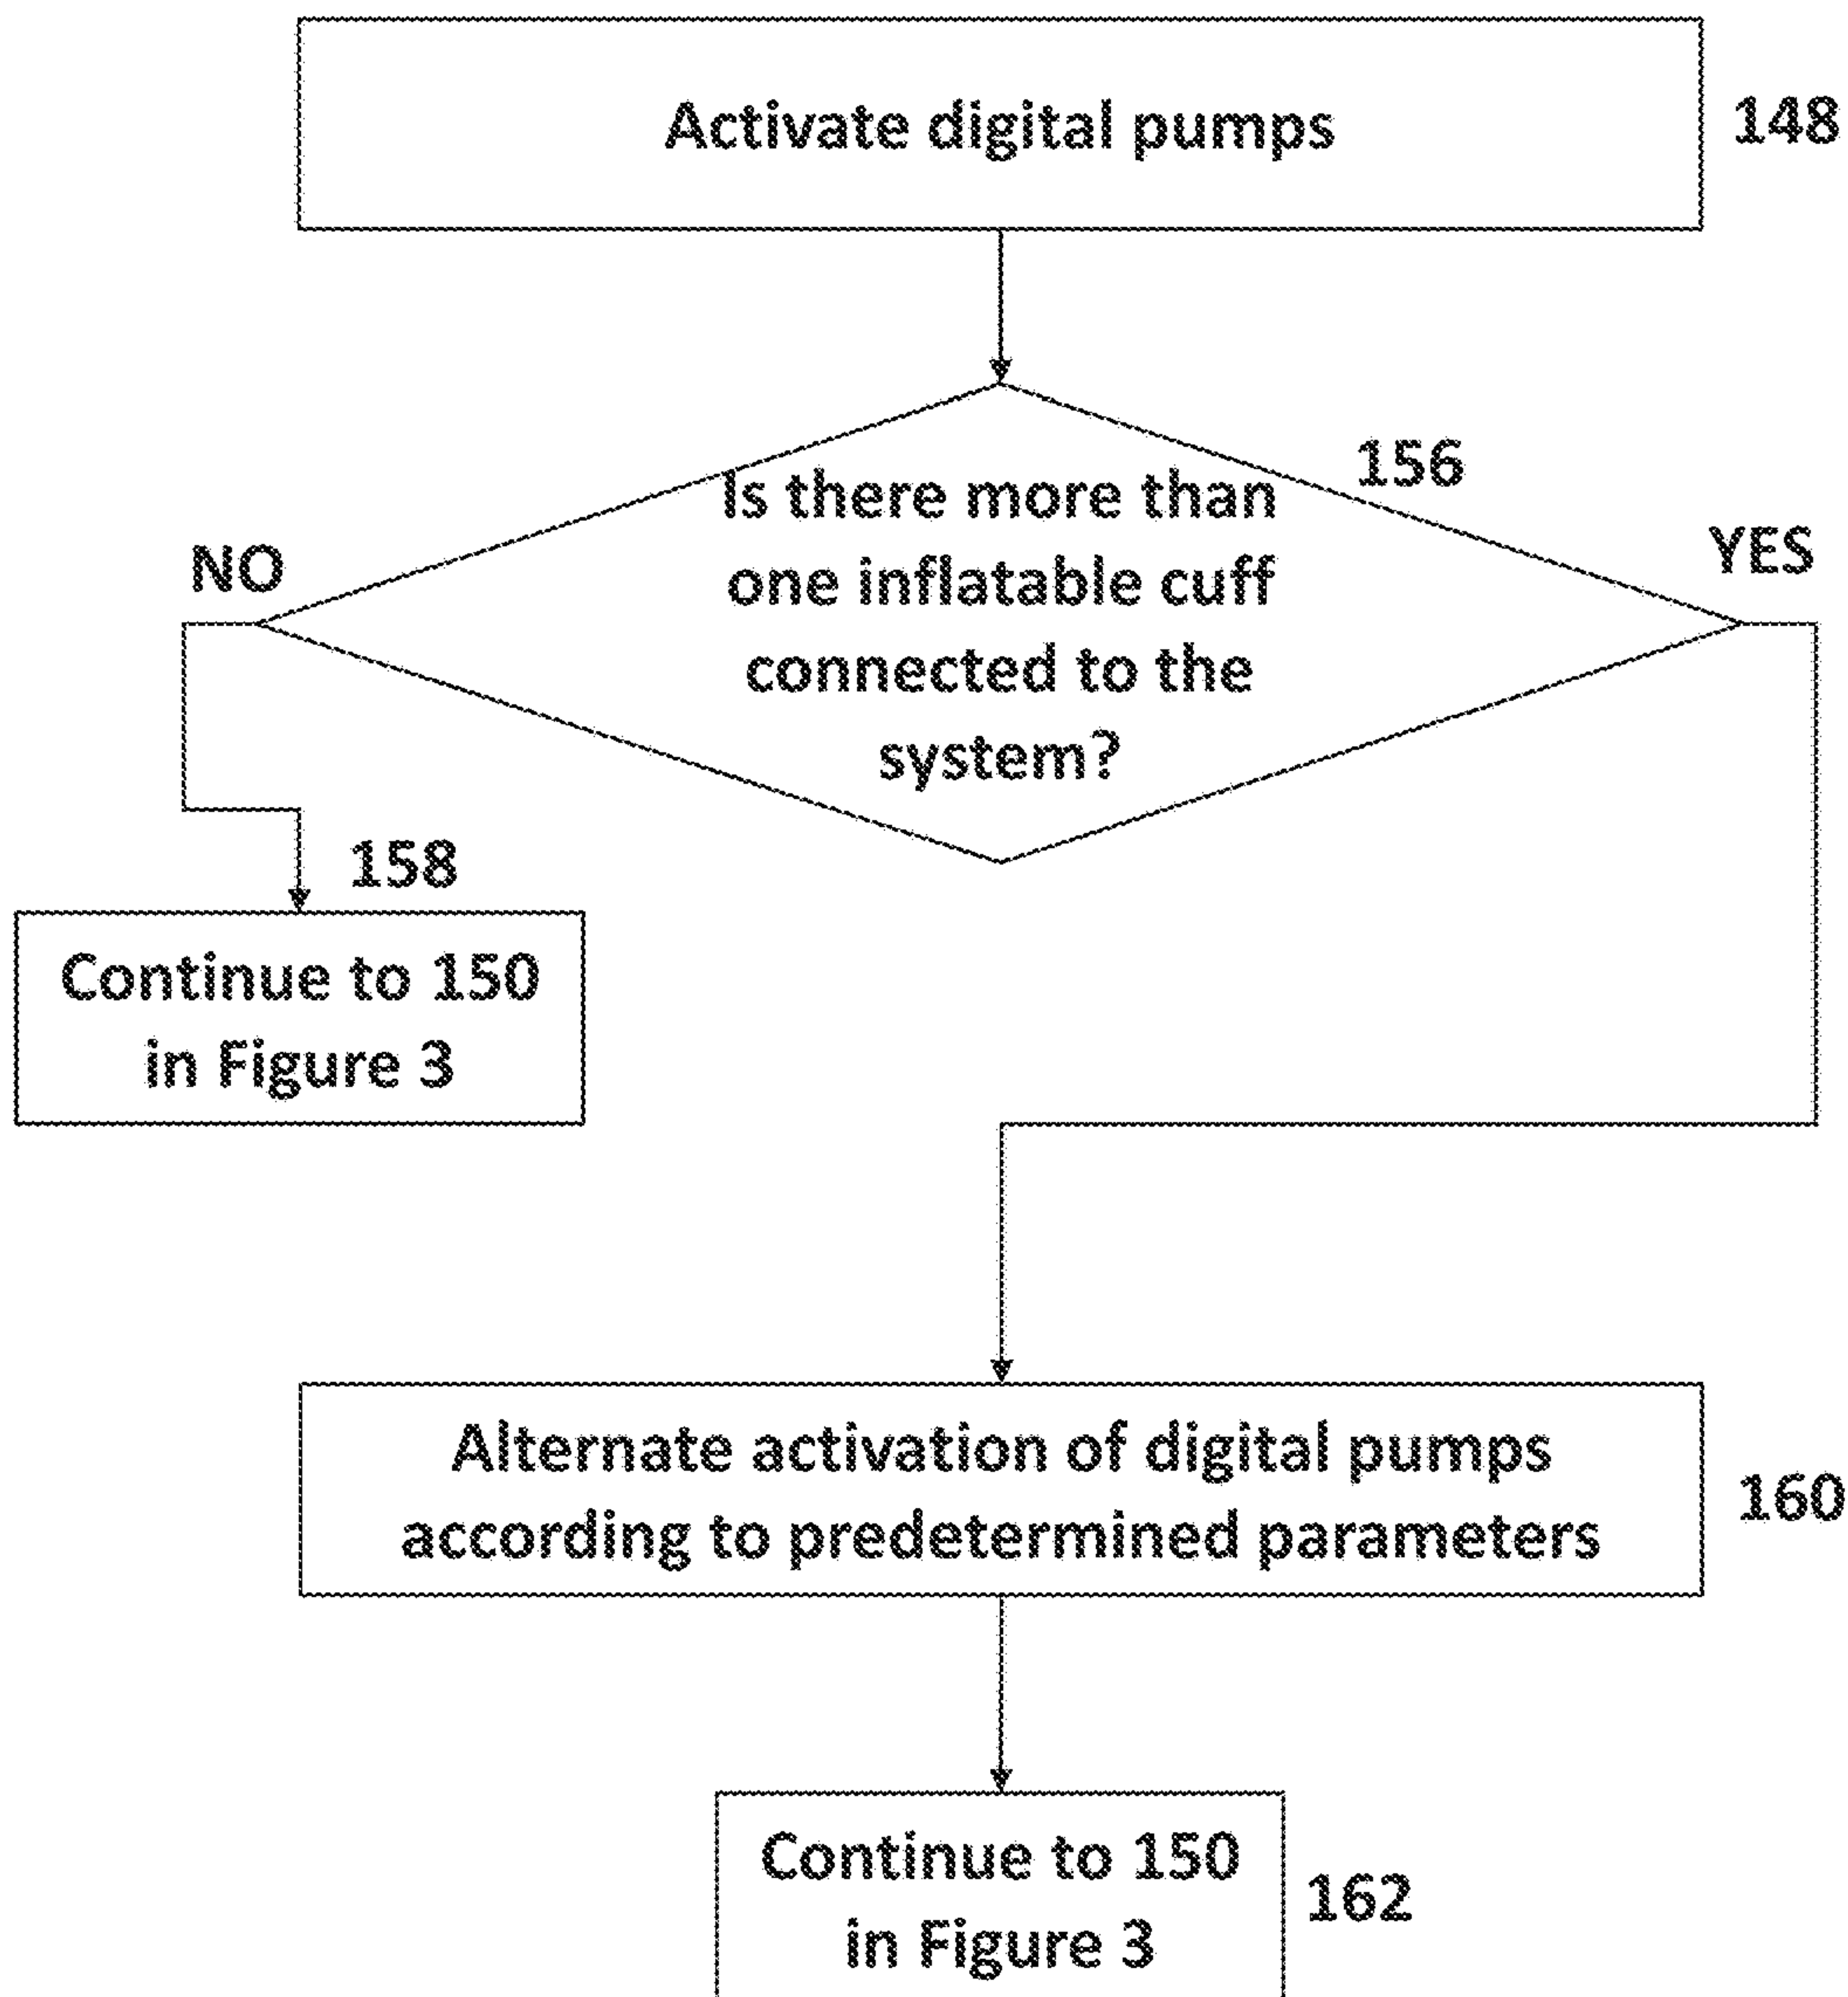 Activate digital pumps
148
156
Is there more than
one inflatable cuff
connected to the
system?
NO
YES
158
Continue to 150
in Figure 3
Alternate activation of digital pumps
according to predetermined parameters
160
Continue to 150
in Figure 3
162